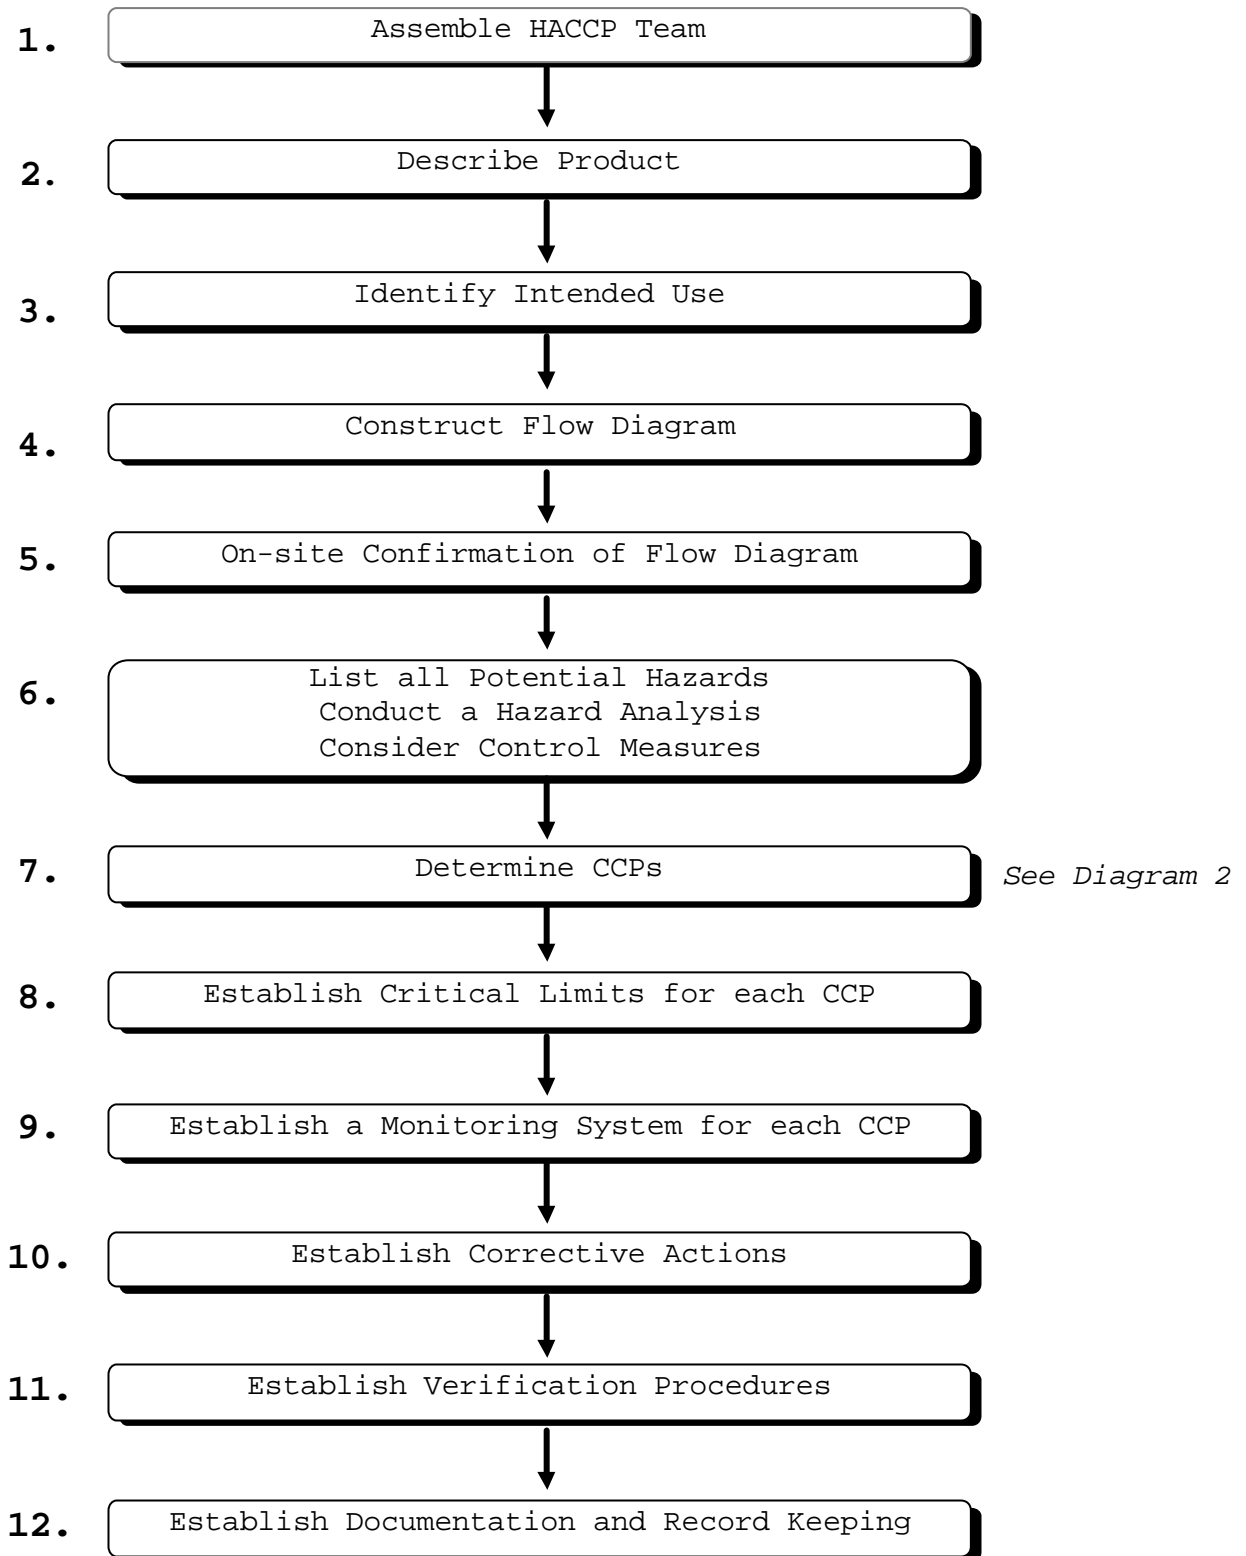 1. Assemble HACCP Team
2. Describe Product
3. Identify Intended Use
4. Construct Flow Diagram
5. On-site Confirmation of Flow Diagram
6. List all Potential Hazards
Conduct a Hazard Analysis
Consider Control Measures
7. Determine CCPs See Diagram 2
8. Establish Critical Limits for each CCP
9. Establish a Monitoring System for each CCP
10. Establish Corrective Actions
11. Establish Verification Procedures
12. Establish Documentation and Record Keeping